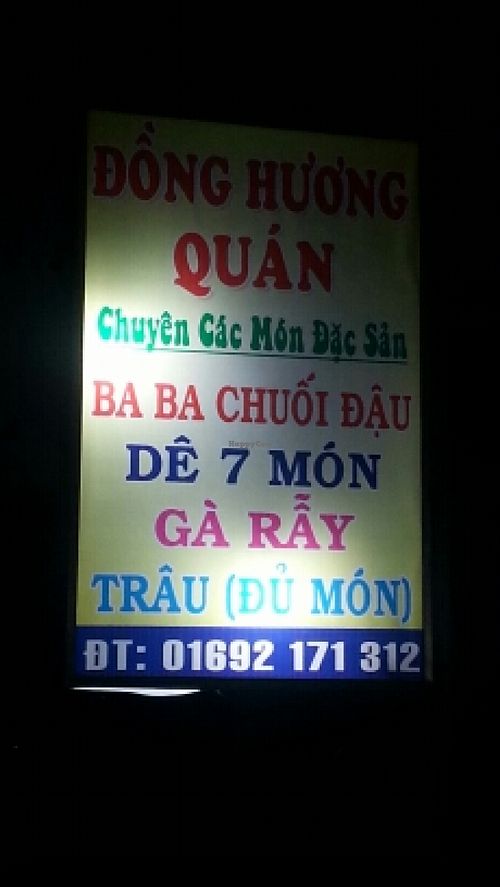 ĐỒNG HƯƠNG
QUÁN
Chuyên Các Món Đặc Sản
BA BA CHUỐI ĐẬU
DÊ 7 MÓN
GÀ RẪY
TRÂU (ĐỦ MÓN)
ĐT: 01692 171 312